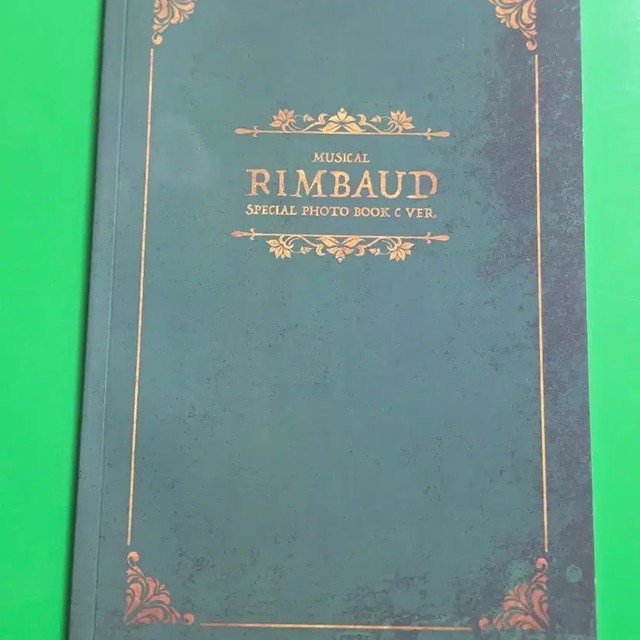 MUSICAL
RIMBAUD
SPECIAL PHOTO BOOK C VER.